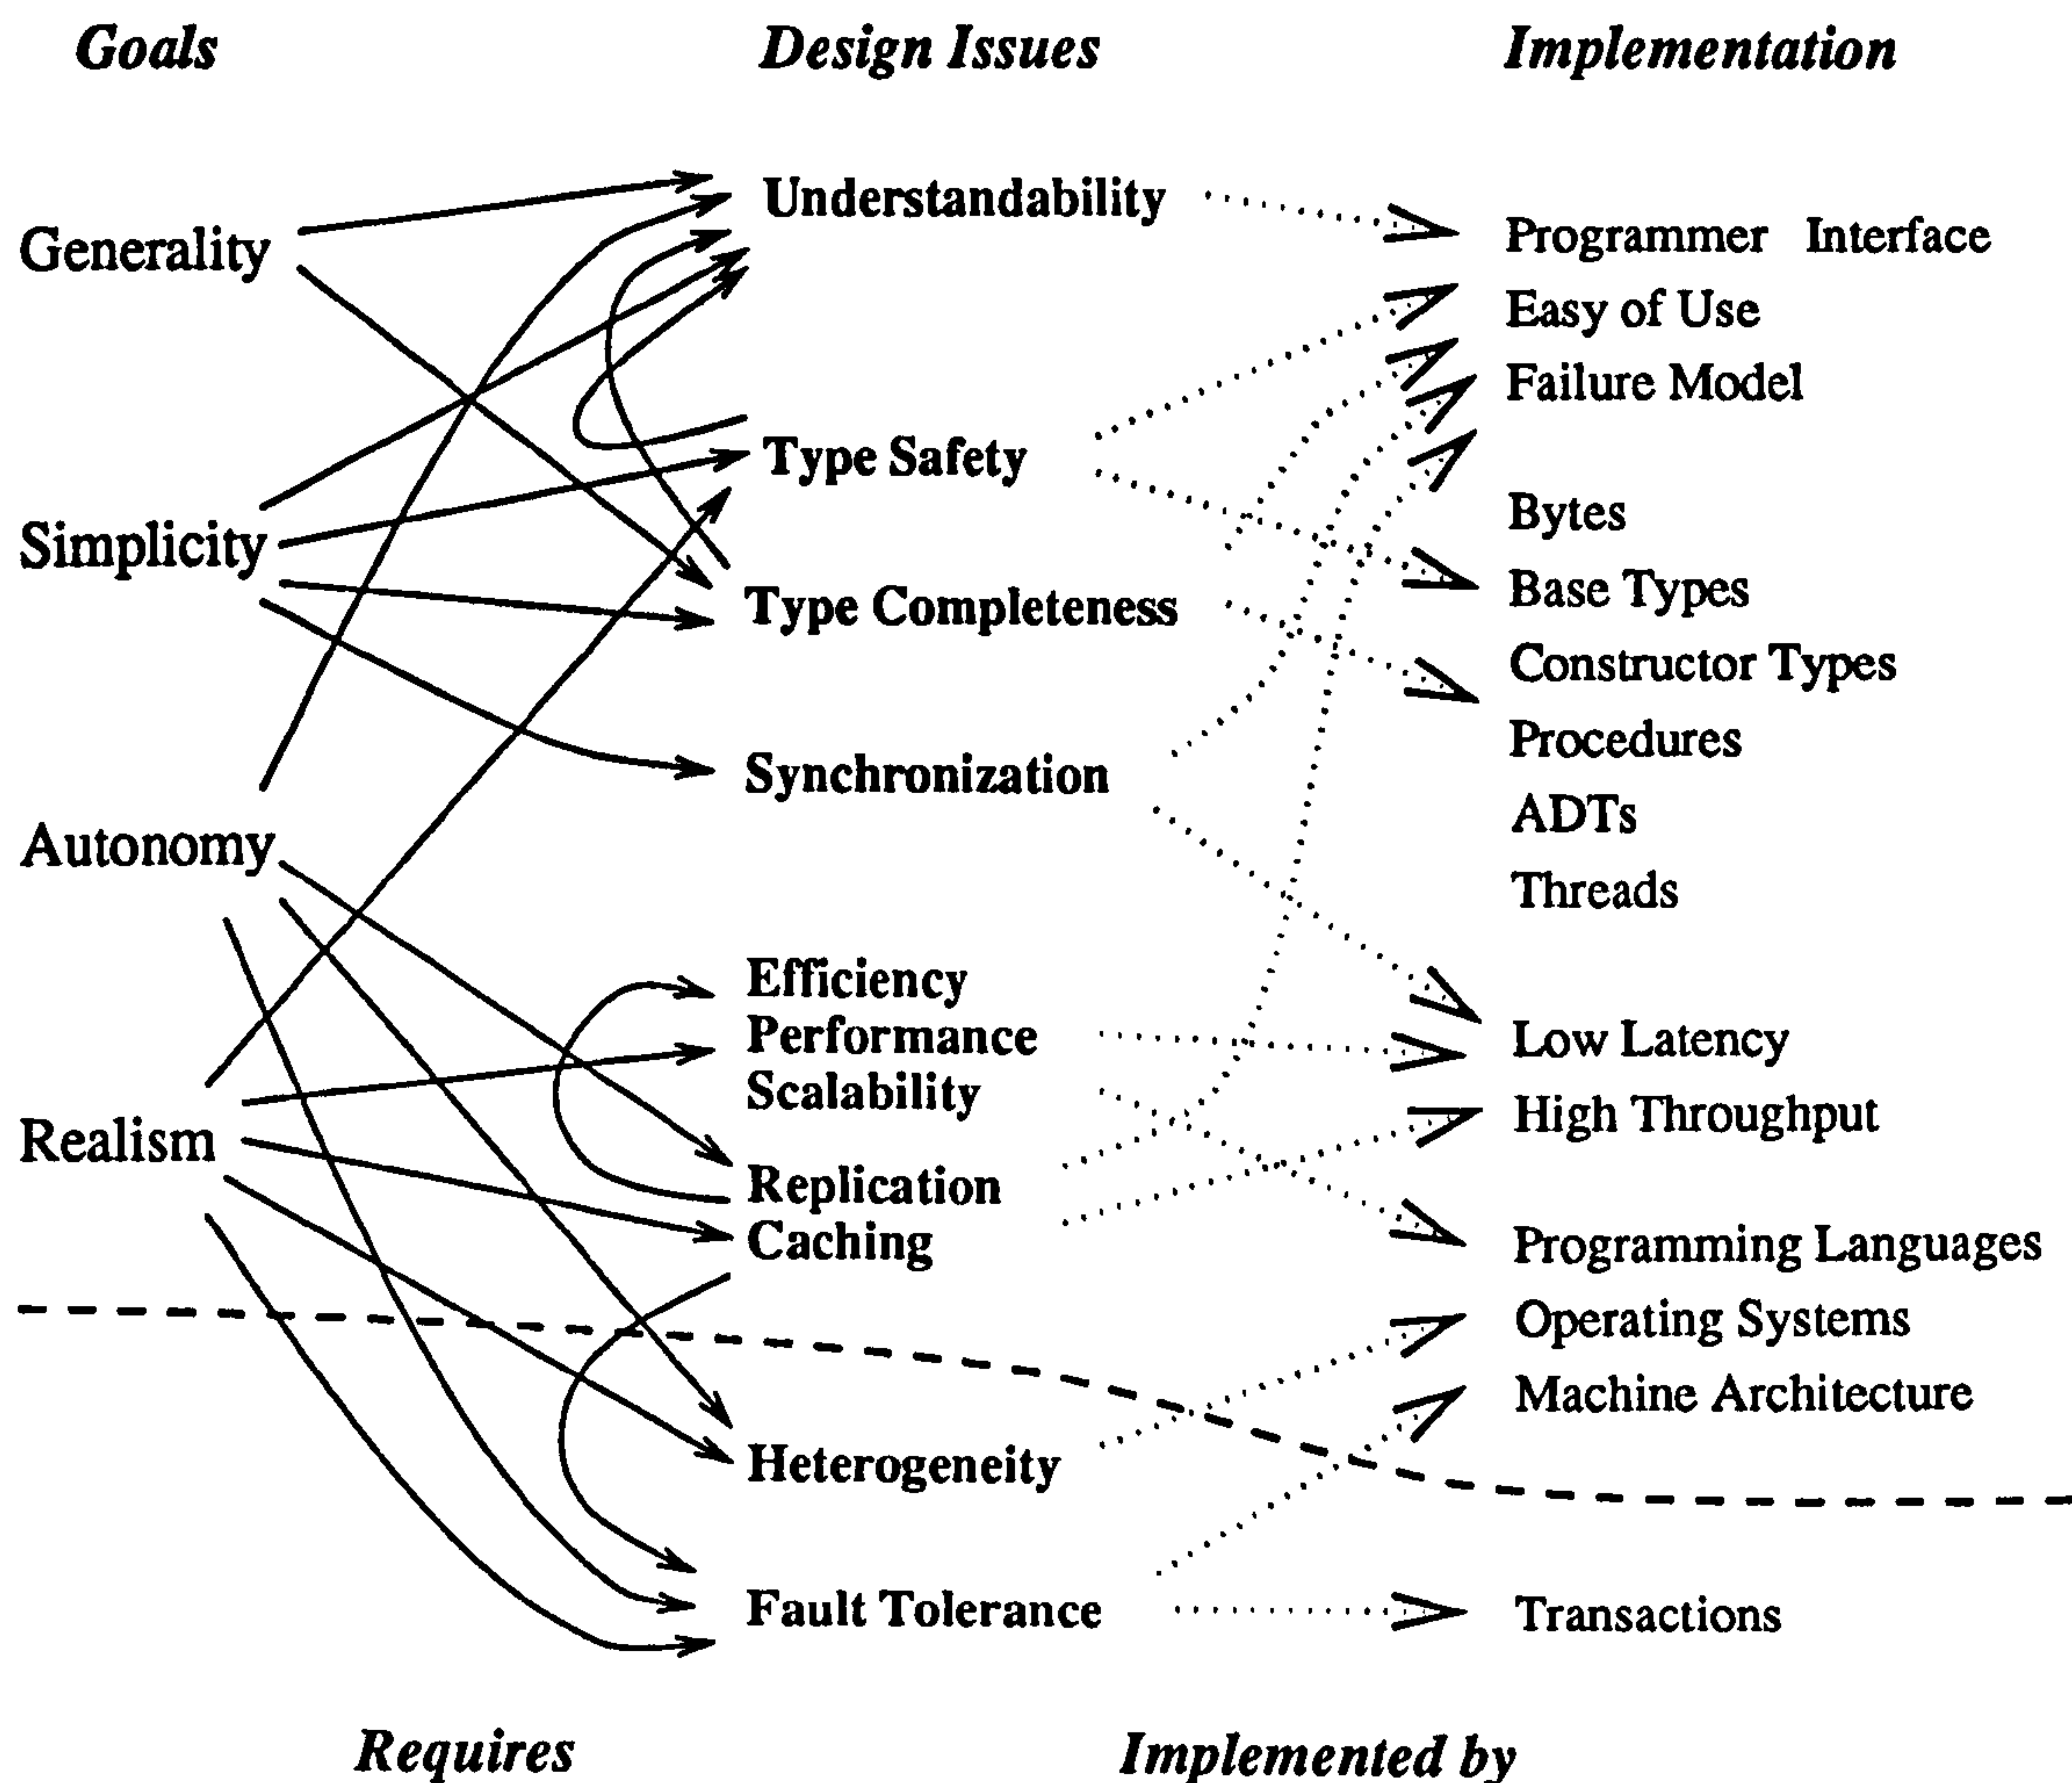 Goals
Design Issues
Implementation
Generality
Simplicity
Autonomy
Realism
Understandability
Type Safety
Type Completeness
Synchronization
Efficiency
Performance
Scalability
Replication
Caching
Heterogeneity
Fault Tolerance
Programmer Interface
Easy of Use
Failure Model
Bytes
Base Types
Constructor Types
Procedures
ADTs
Threads
Low Latency
High Throughput
Programming Languages
Operating Systems
Machine Architecture
Transactions
Requires
Implemented by